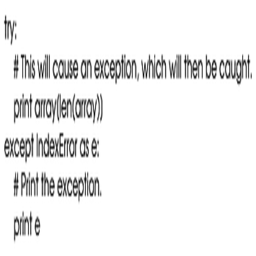 try:
# This will cause an exception, which will then be caught.
print array(len(array))
except IndexError as e:
# Print the exception.
print e